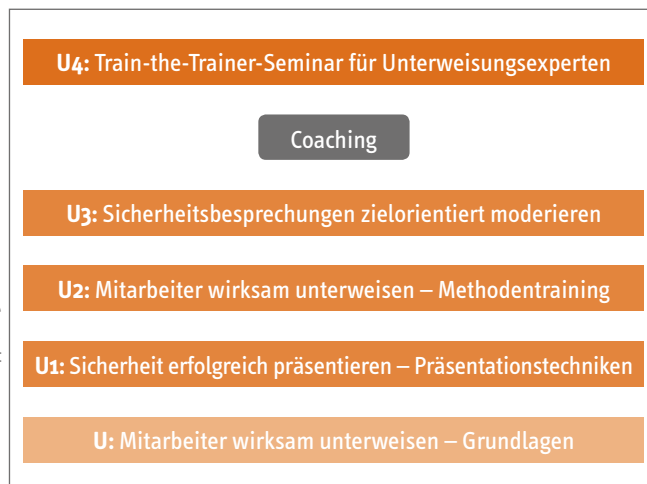 U4: Train-the-Trainer-Seminar für Unterweisungsexperten
Coaching
U3: Sicherheitsbesprechungen zielorientiert moderieren
U2: Mitarbeiter wirksam unterweisen – Methodentraining
U1: Sicherheit erfolgreich präsentieren – Präsentationstechniken
U: Mitarbeiter wirksam unterweisen – Grundlagen